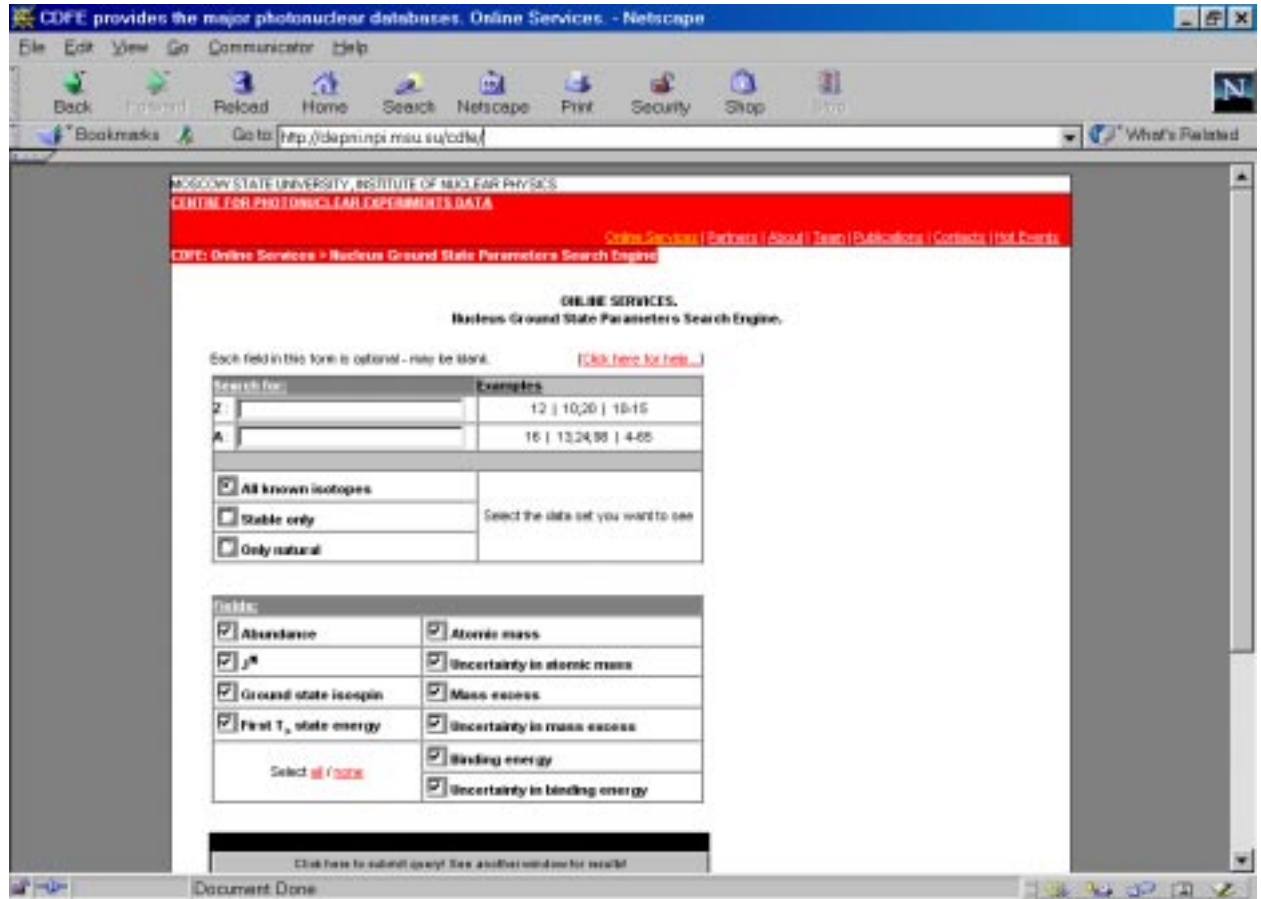 CDFE provides the major photonuclear databases. Online Services. - Netscape
File Edit View Go Communicator Help
Back Forward Reload Home Search Netscape Print Security Shop Stop
Bookmarks Go to: http://depni.npi.msu.su/cdfe/ What's Related
MOSCOW STATE UNIVERSITY, INSTITUTE OF NUCLEAR PHYSICS
CENTRE FOR PHOTONUCLEAR EXPERIMENTS DATA
Online Services | Partners | About | Team | Publications | Contacts | Hot Events
CDFE: Online Services > Nucleus Ground State Parameters Search Engine
ONLINE SERVICES.
Nucleus Ground State Parameters Search Engine.
Each field in this form is optional - may be blank. [Click here for help...]
Search for: Examples
Z : 12 | 10;20 | 10-15
A : 16 | 13,24,98 | 4-65
All known isotopes
Stable only Select the data set you want to see
Only natural
Fields:
Abundance Atomic mass
Jπ Uncertainty in atomic mass
Ground state isospin Mass excess
First T> state energy Uncertainty in mass excess
Binding energy
Select all / none
Uncertainty in binding energy
Click here to submit query! See another window for results!
Document Done